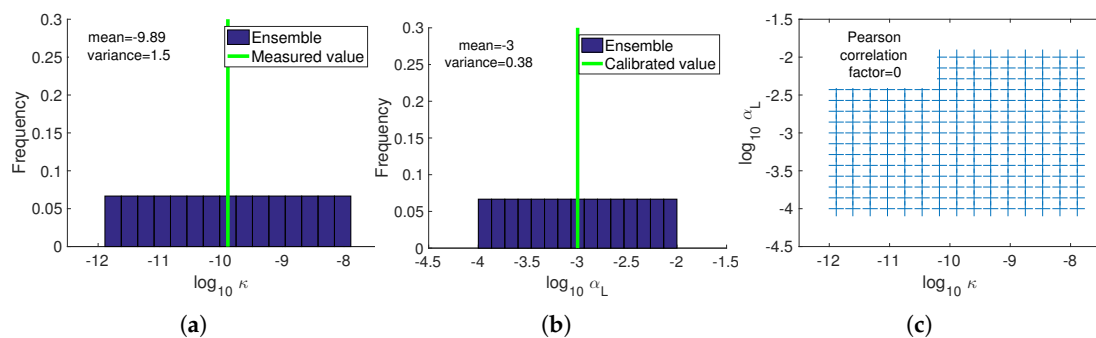 0.3
0.25
0.2
0.15
0.1
0.05
0
Frequency
mean=-9.89
variance=1.5
Ensemble
Measured value
-12 -11 -10 -9 -8
log10 κ
(a)
0.3
0.25
0.2
0.15
0.1
0.05
0
Frequency
mean=-3
variance=0.38
Ensemble
Calibrated value
-4.5 -4 -3.5 -3 -2.5 -2 -1.5
log10 αL
(b)
-1.5
-2
-2.5
-3
-3.5
-4
-4.5
log10 αL
Pearson
correlation
factor=0
-12 -11 -10 -9 -8
log10 κ
(c)